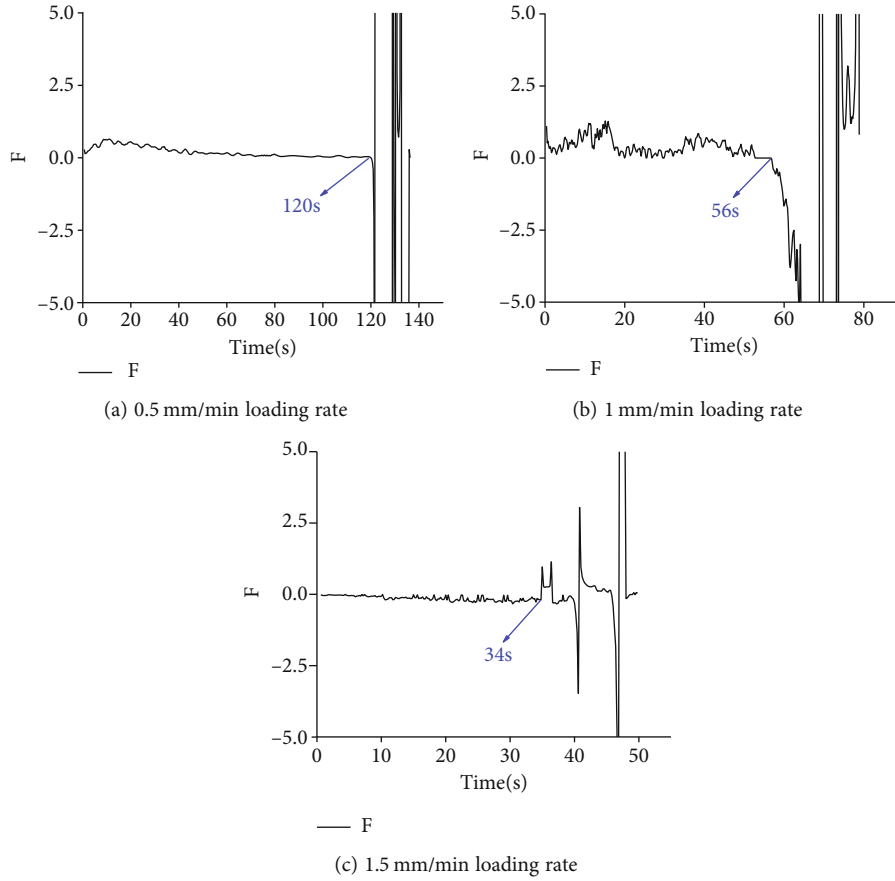 5.0
2.5
0.0
−2.5
−5.0
F
120s
0 20 40 60 80 100 120 140
Time(s)
F
(a) 0.5 mm/min loading rate
5.0
2.5
0.0
−2.5
−5.0
F
56s
0 20 40 60 80
Time(s)
F
(b) 1 mm/min loading rate
5.0
2.5
0.0
−2.5
−5.0
F
34s
0 10 20 30 40 50
Time(s)
F
(c) 1.5 mm/min loading rate